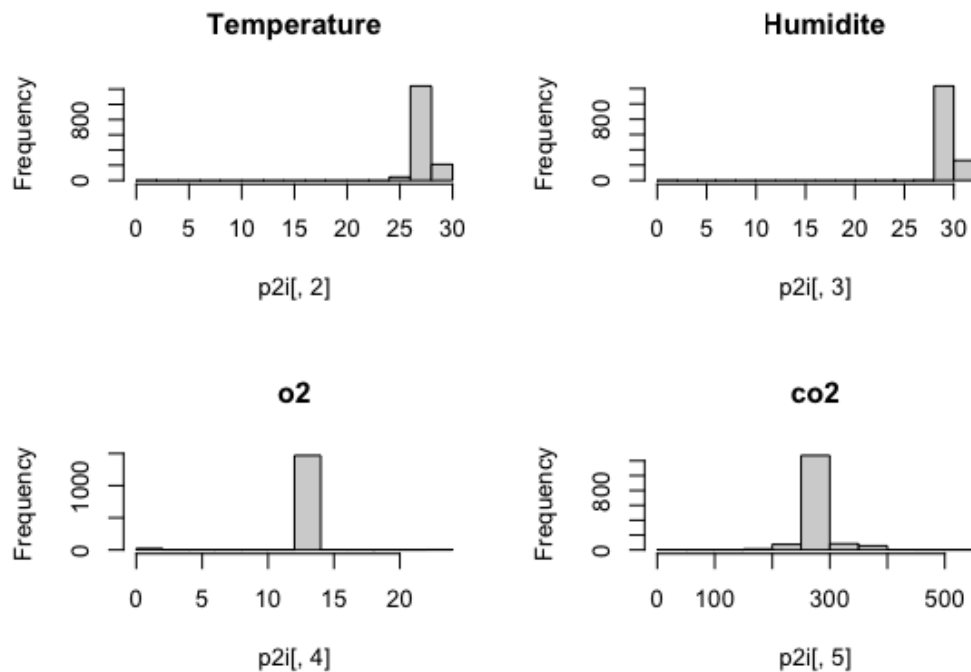 Temperature
Frequency
0 800
0 5 10 15 20 25 30
p2i[, 2]
Humidite
Frequency
0 800
0 5 10 15 20 25 30
p2i[, 3]
o2
Frequency
0 1000
0 5 10 15 20
p2i[, 4]
co2
Frequency
0 800
0 100 300 500
p2i[, 5]